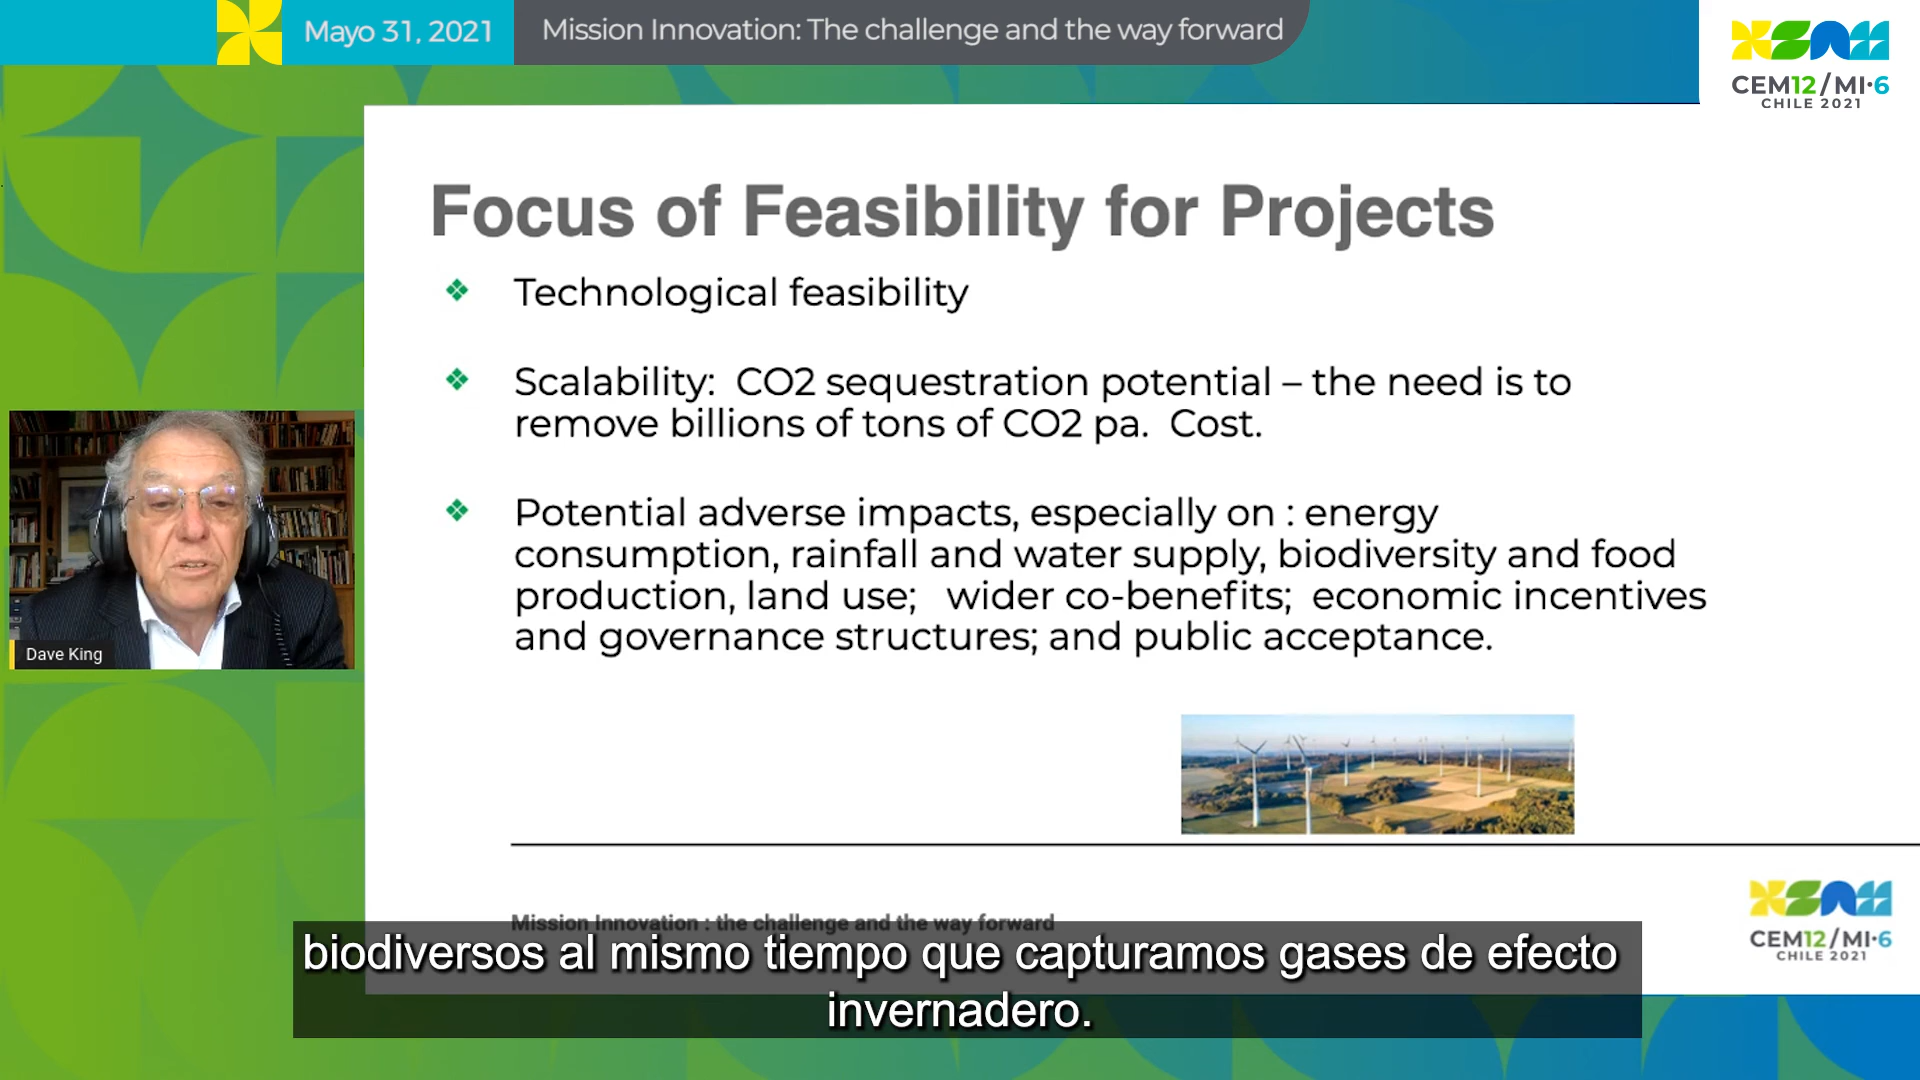 Mayo 31, 2021
Mission Innovation: The challenge and the way forward
CEM12/MI·6
CHILE 2021
Focus of Feasibility for Projects
Technological feasibility
Scalability: CO2 sequestration potential – the need is to
remove billions of tons of CO2 pa. Cost.
Potential adverse impacts, especially on : energy
consumption, rainfall and water supply, biodiversity and food
production, land use; wider co-benefits; economic incentives
and governance structures; and public acceptance.
Dave King
Mission Innovation : the challenge and the way forward
CEM12/MI·6
CHILE 2021
biodiversos al mismo tiempo que capturamos gases de efecto
invernadero.